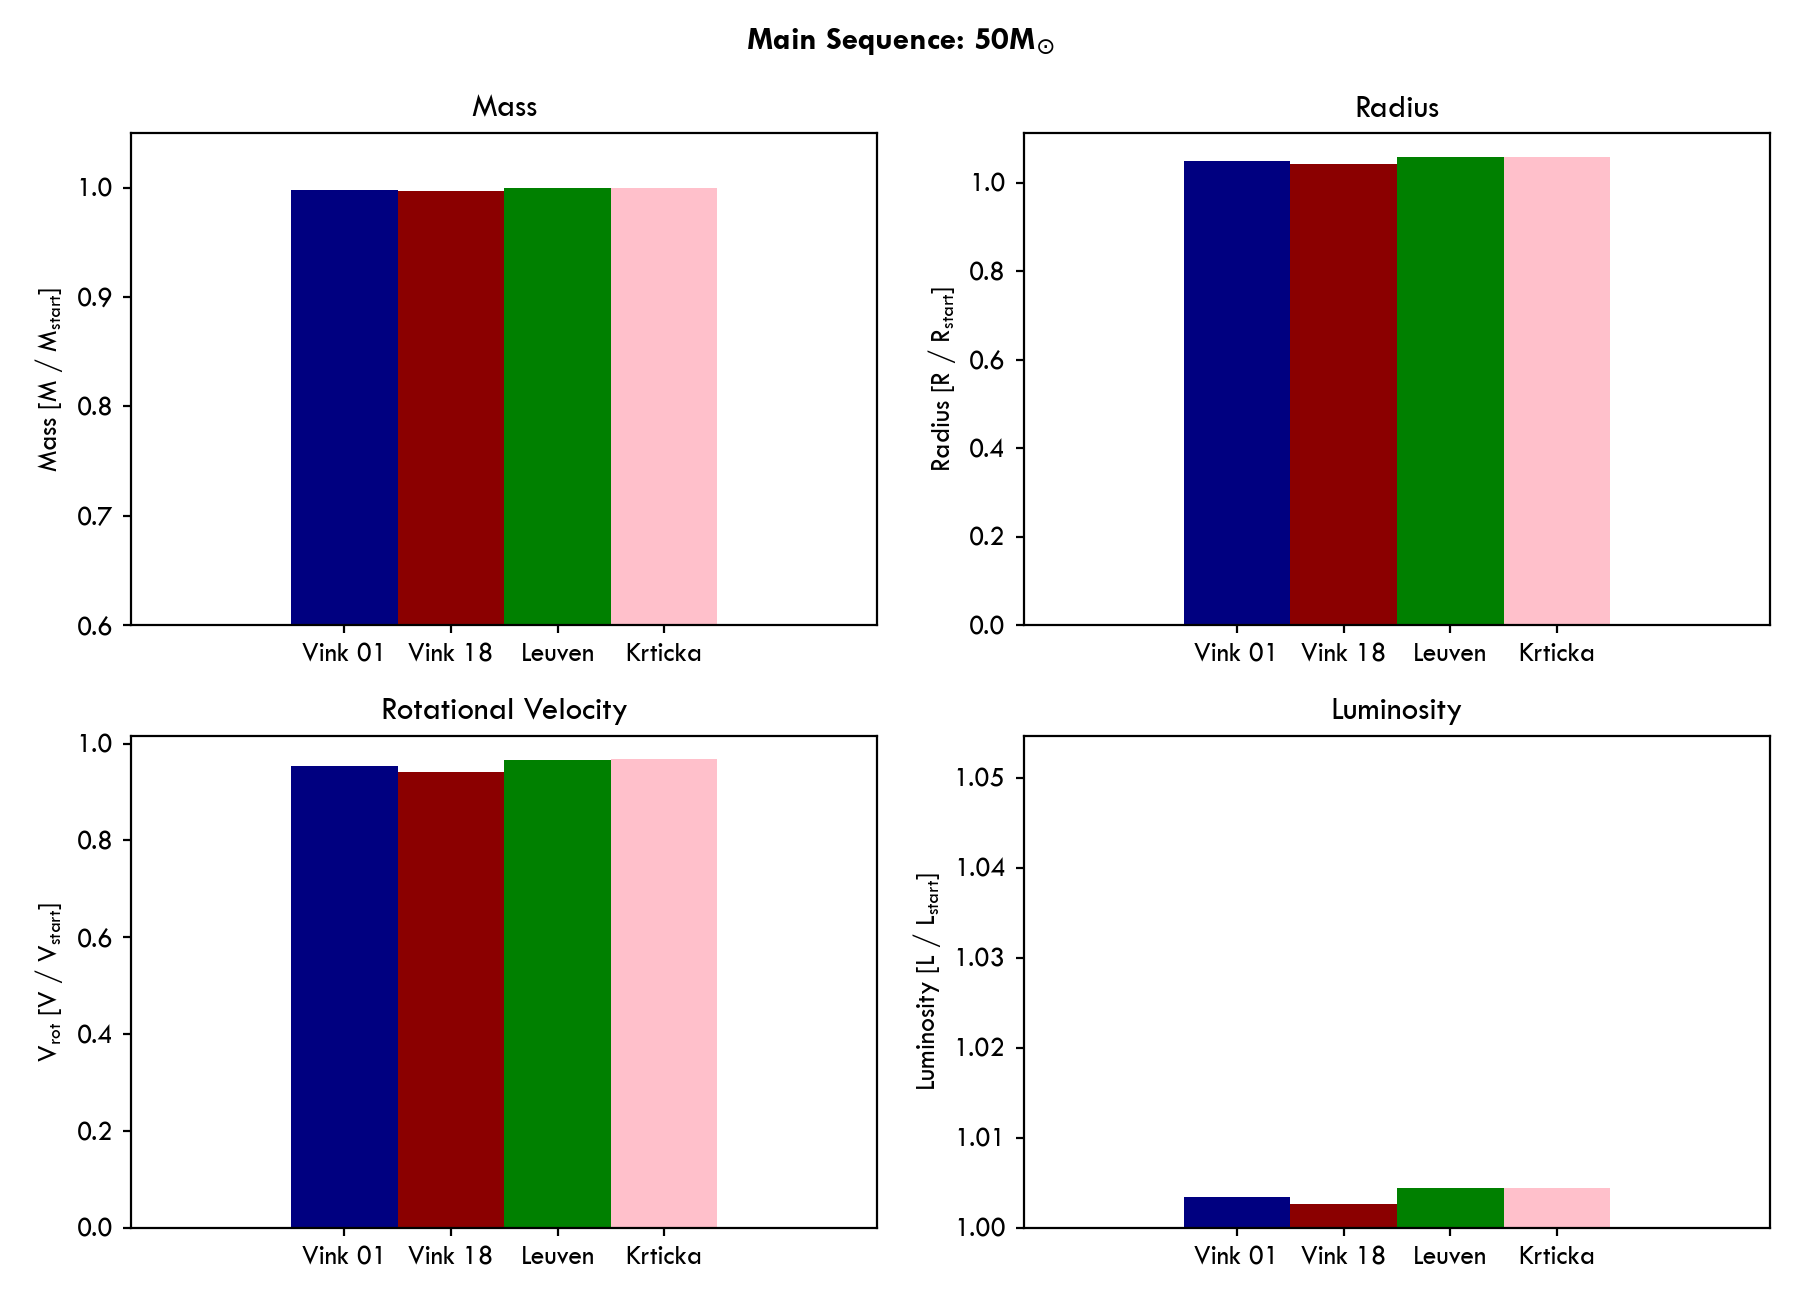 Main Sequence: 50M☉
Mass
Mass [M / Mstart]
1.0
0.9
0.8
0.7
0.6
Vink 01 Vink 18 Leuven Krticka
Radius
Radius [R / Rstart]
1.0
0.8
0.6
0.4
0.2
0.0
Vink 01 Vink 18 Leuven Krticka
Rotational Velocity
Vrot [V / Vstart]
1.0
0.8
0.6
0.4
0.2
0.0
Vink 01 Vink 18 Leuven Krticka
Luminosity
Luminosity [L / Lstart]
1.05
1.04
1.03
1.02
1.01
1.00
Vink 01 Vink 18 Leuven Krticka